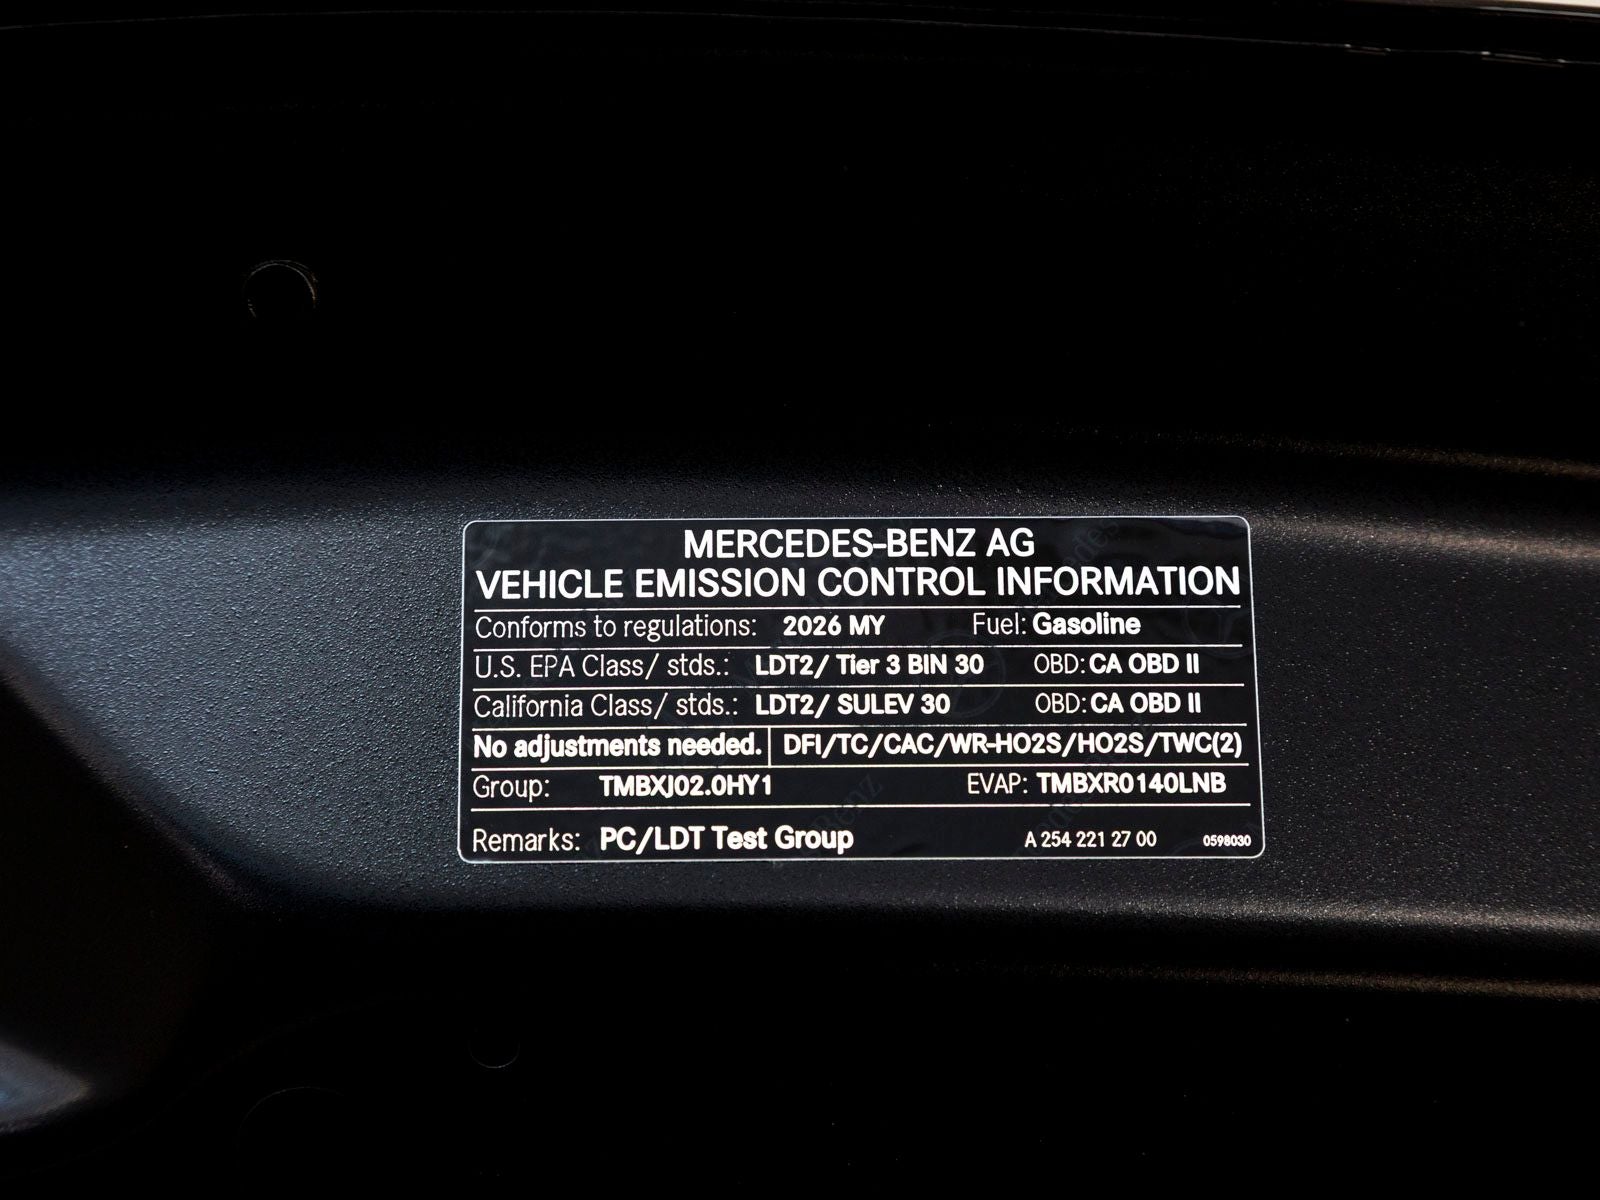 MERCEDES-BENZ AG
VEHICLE EMISSION CONTROL INFORMATION
Conforms to regulations: 2026 MY Fuel: Gasoline
U.S. EPA Class/ stds.: LDT2/ Tier 3 BIN 30 OBD: CA OBD II
California Class/ stds.: LDT2/ SULEV 30 OBD: CA OBD II
No adjustments needed. DFI/TC/CAC/WR-HO2S/HO2S/TWC(2)
Group: TMBXJ02.0HY1 EVAP: TMBXR0140LNB
Remarks: PC/LDT Test Group A 254 221 27 00 0598030